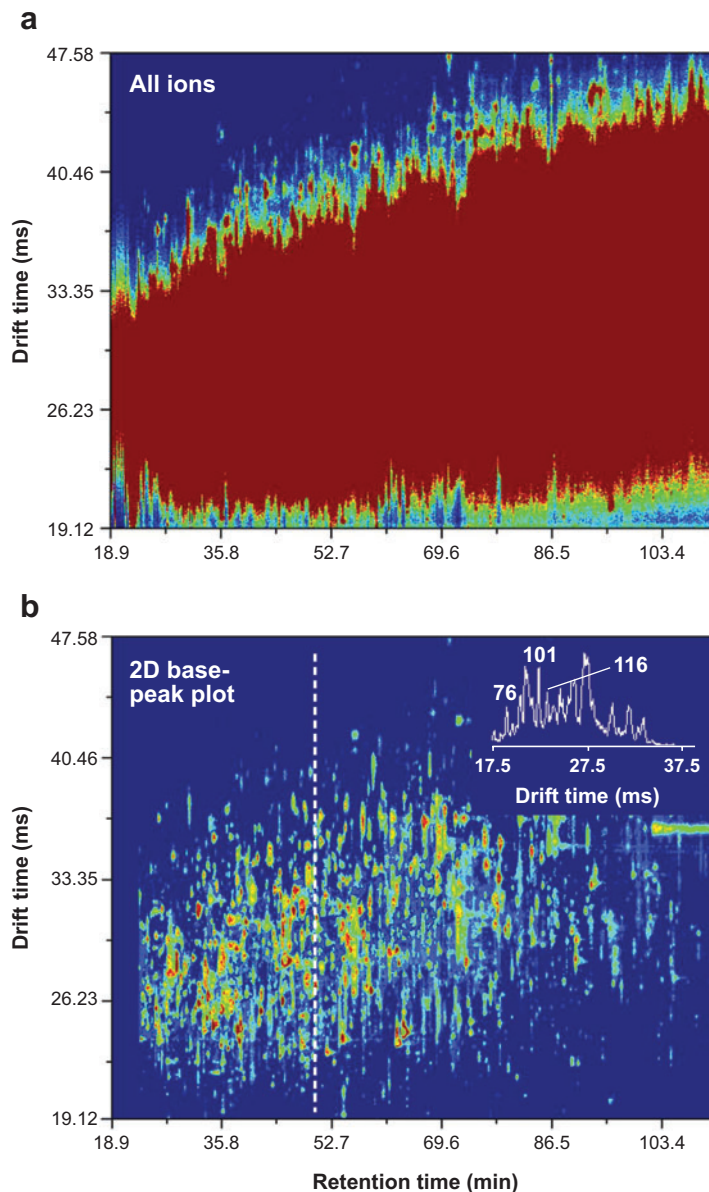 a
47.58
All ions
40.46
33.35
26.23
19.12
Drift time (ms)
18.9 35.8 52.7 69.6 86.5 103.4
b
47.58
2D base-
peak plot
101
116
76
17.5 27.5 37.5
Drift time (ms)
40.46
33.35
26.23
19.12
Drift time (ms)
18.9 35.8 52.7 69.6 86.5 103.4
Retention time (min)